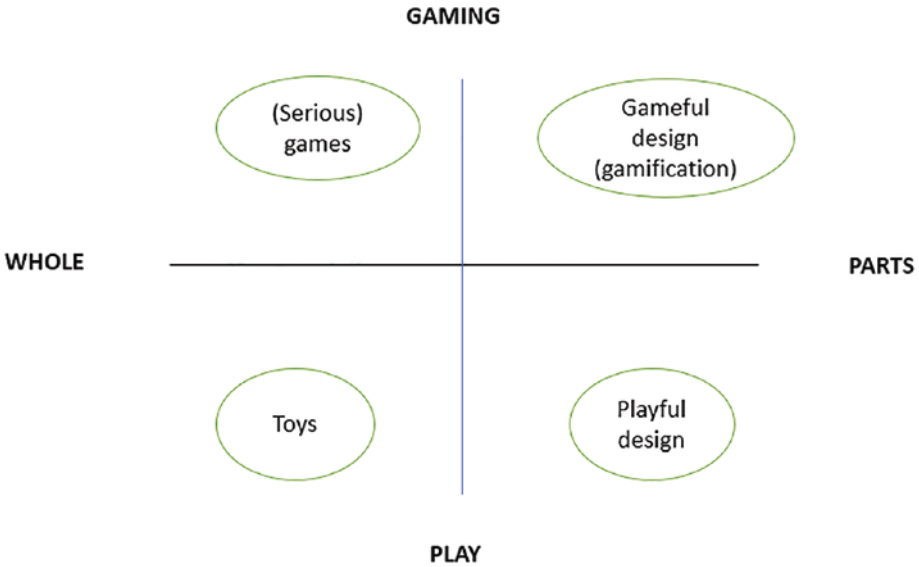 GAMING
(Serious)
games
Gameful
design
(gamification)
WHOLE
PARTS
Toys
Playful
design
PLAY